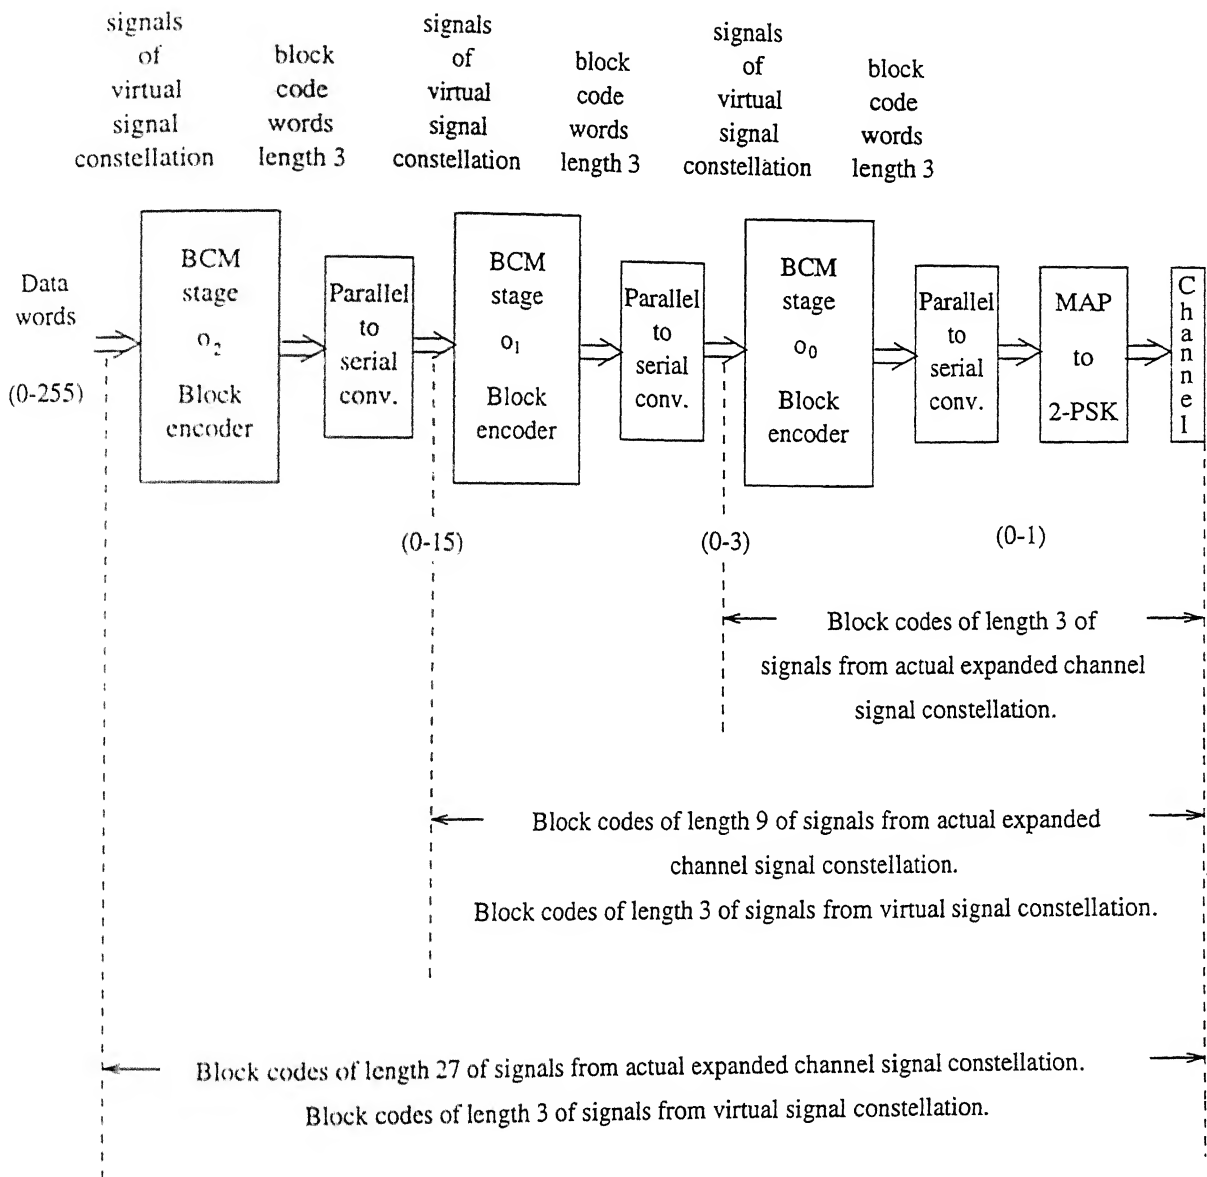 signals
of
virtual
signal
constellation
block
code
words
length 3
signals
of
virtual
signal
constellation
block
code
words
length 3
signals
of
virtual
signal
constellation
block
code
words
length 3
Data
words
(0-255)
BCM
stage
o2
Block
encoder
Parallel
to
serial
conv.
BCM
stage
o1
Block
encoder
Parallel
to
serial
conv.
BCM
stage
o0
Block
encoder
Parallel
to
serial
conv.
MAP
to
2-PSK
Channel
(0-15)
(0-3)
(0-1)
Block codes of length 3 of
signals from actual expanded channel
signal constellation.
Block codes of length 9 of signals from actual expanded
channel signal constellation.
Block codes of length 3 of signals from virtual signal constellation.
Block codes of length 27 of signals from actual expanded channel signal constellation.
Block codes of length 3 of signals from virtual signal constellation.